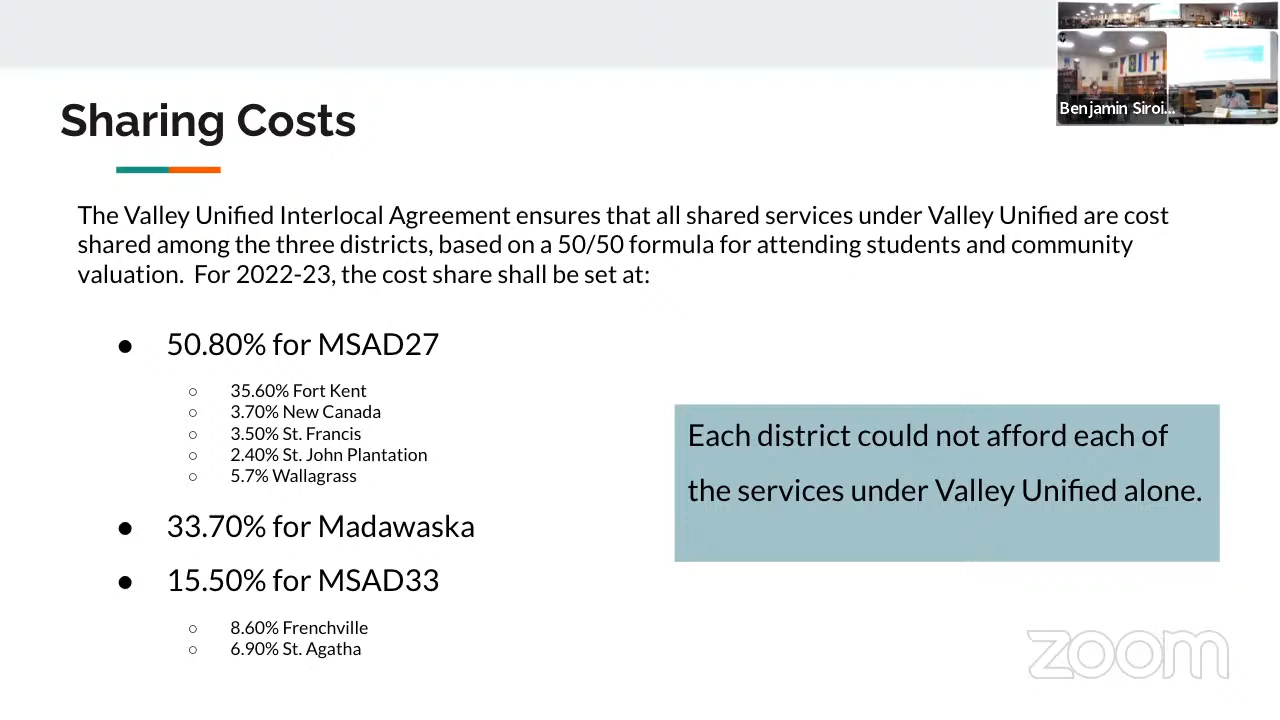 Benjamin Siroi...
Sharing Costs
The Valley Unified Interlocal Agreement ensures that all shared services under Valley Unified are cost
shared among the three districts, based on a 50/50 formula for attending students and community
valuation.  For 2022-23, the cost share shall be set at:
● 50.80% for MSAD27
○ 35.60% Fort Kent
○ 3.70% New Canada
○ 3.50% St. Francis
○ 2.40% St. John Plantation
○ 5.7% Wallagrass
● 33.70% for Madawaska
● 15.50% for MSAD33
○ 8.60% Frenchville
○ 6.90% St. Agatha
Each district could not afford each of
the services under Valley Unified alone.
zoom